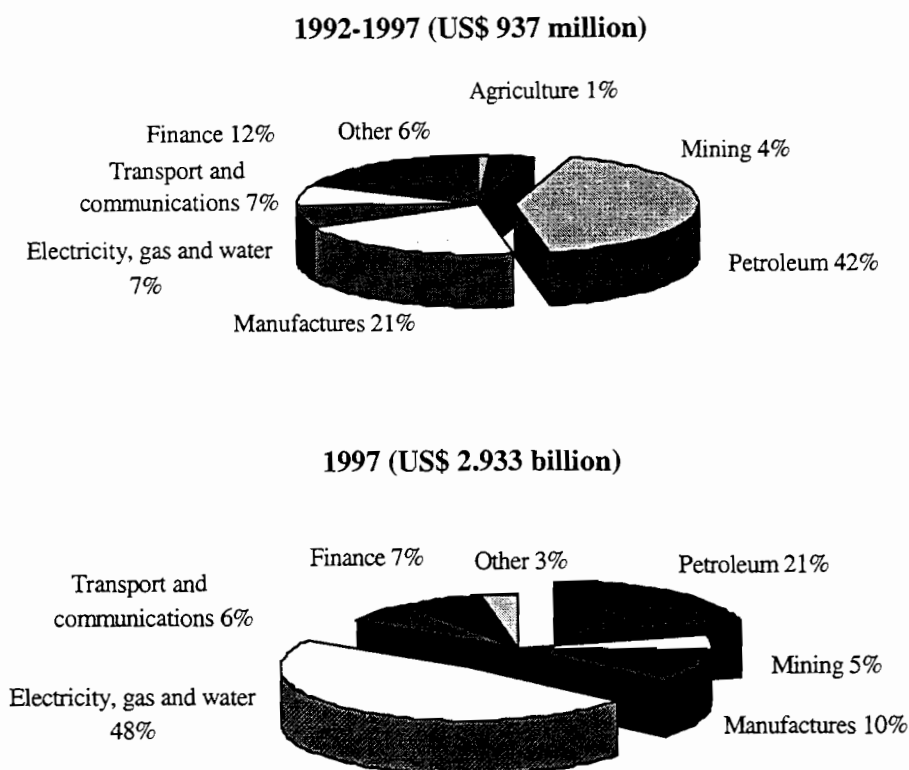 1992-1997 (US$ 937 million)
Agriculture 1%
Finance 12%
Other 6%
Mining 4%
Transport and
communications 7%
Electricity, gas and water
7%
Petroleum 42%
Manufactures 21%
1997 (US$ 2.933 billion)
Finance 7%
Other 3%
Petroleum 21%
Transport and
communications 6%
Mining 5%
Electricity, gas and water
48%
Manufactures 10%